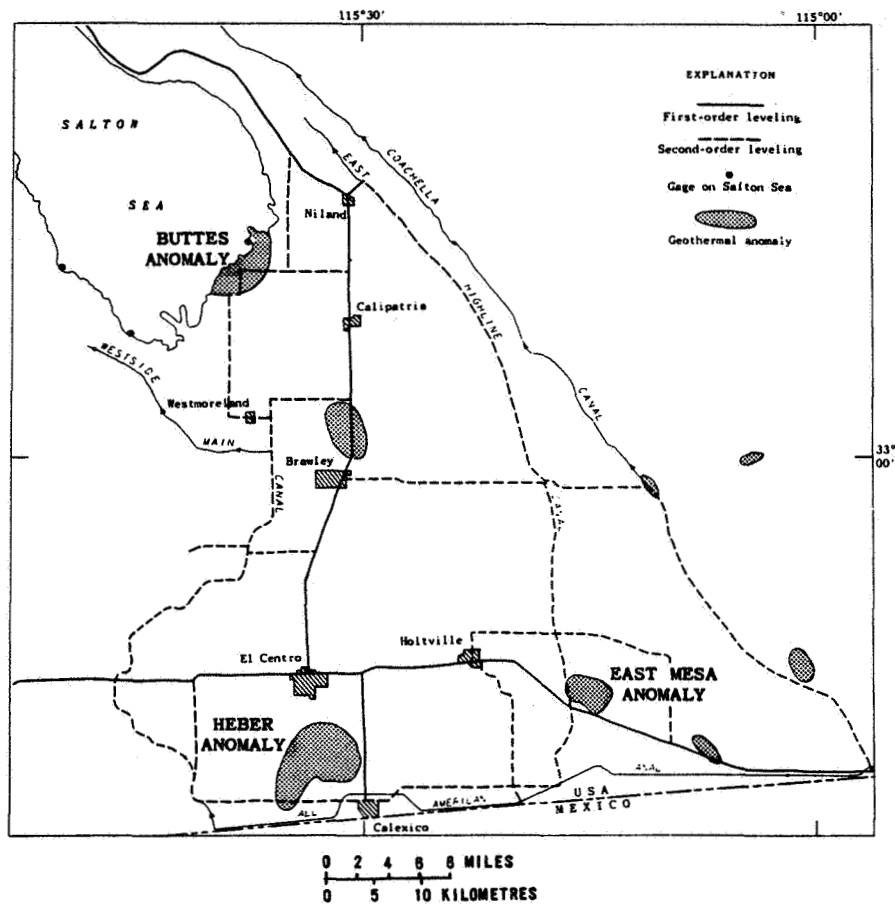 115°30'
115°00'
EXPLANATION
First-order leveling
Second-order leveling
Gage on Salton Sea
Geothermal anomaly
SALTON
SEA
COACHELLA
EAST
Niland
BUTTES
ANOMALY
HIGHLINE
Calipatria
WESTSIDE
CANAL
Westmoreland
MAIN
33°
00'
Brawley
CANAL
CANAL
Holtville
El Centro
EAST MESA
ANOMALY
HEBER
ANOMALY
CANAL
ALL
AMERICAN
USA
MEXICO
Calexico
0 2 4 6 8 MILES
0 5 10 KILOMETRES